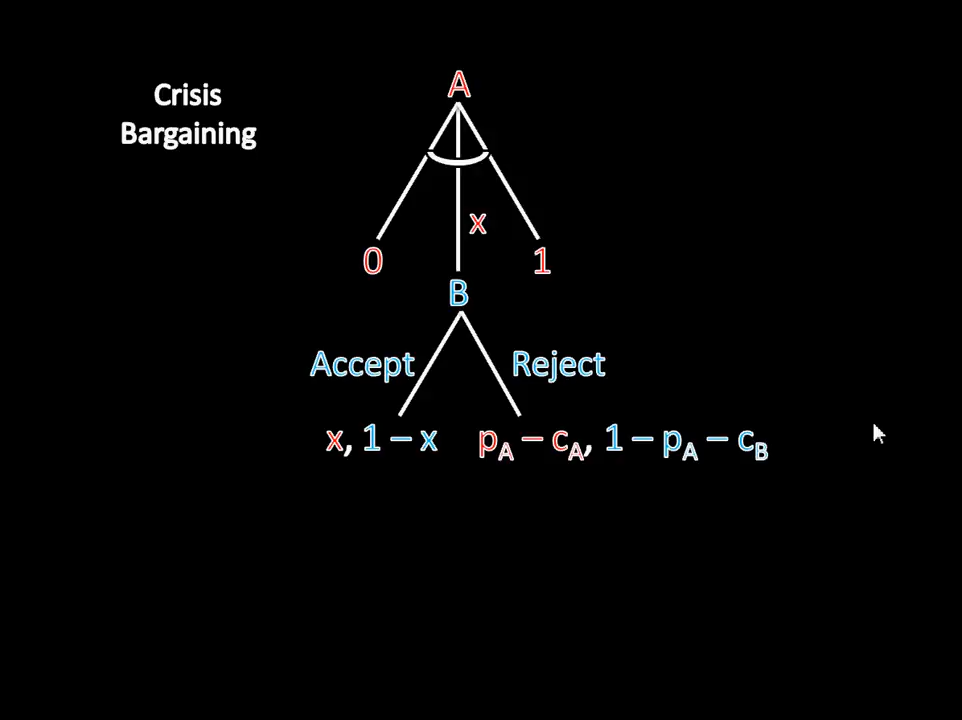 Crisis
Bargaining
A
x
0
1
B
Accept
Reject
x, 1 – x
p_A – c_A, 1 – p_A – c_B